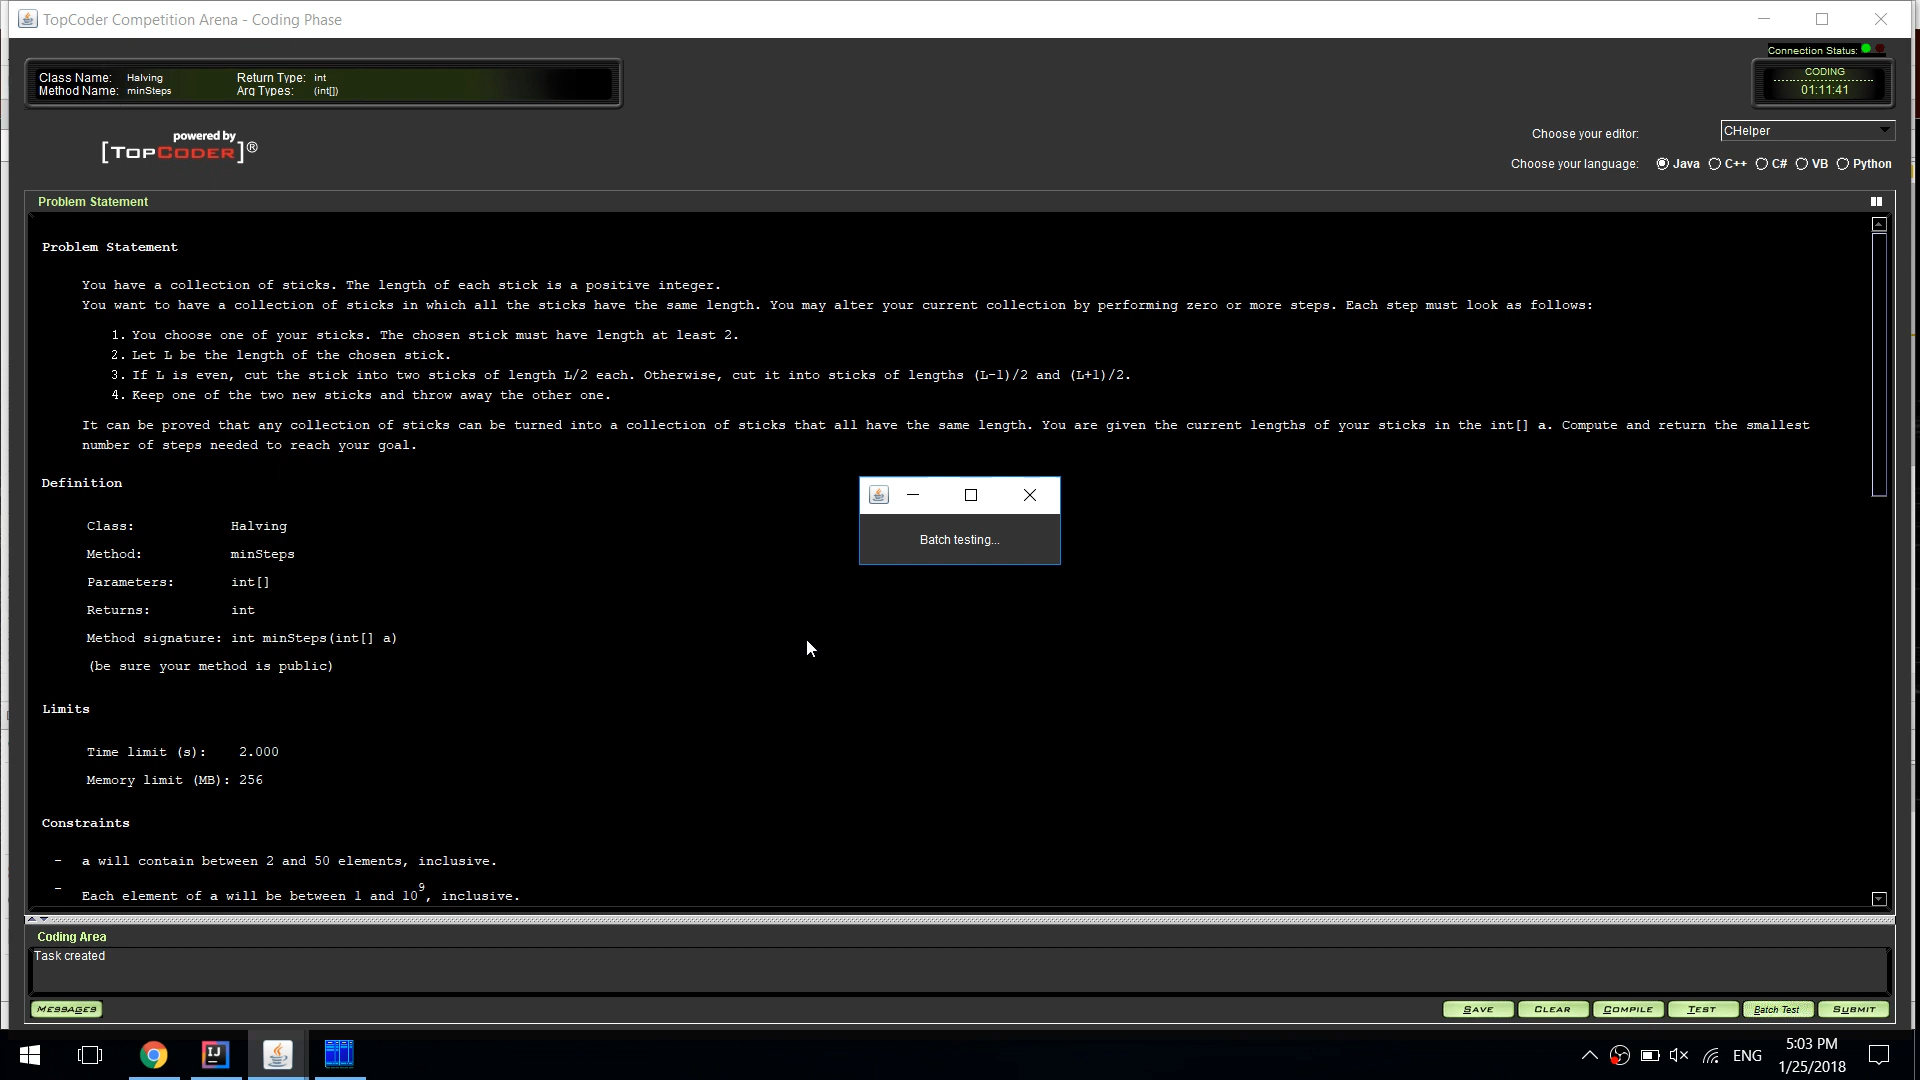 TopCoder Competition Arena - Coding Phase
Connection Status:
Class Name: Halving Return Type: int
Method Name: minSteps Arg Types: (int[])
CODING
01:11:41
powered by
[TOPCODER]®
Choose your editor: CHelper
Choose your language: Java C++ C# VB Python
Problem Statement
Problem Statement
You have a collection of sticks. The length of each stick is a positive integer.
You want to have a collection of sticks in which all the sticks have the same length. You may alter your current collection by performing zero or more steps. Each step must look as follows:
1. You choose one of your sticks. The chosen stick must have length at least 2.
2. Let L be the length of the chosen stick.
3. If L is even, cut the stick into two sticks of length L/2 each. Otherwise, cut it into sticks of lengths (L-1)/2 and (L+1)/2.
4. Keep one of the two new sticks and throw away the other one.
It can be proved that any collection of sticks can be turned into a collection of sticks that all have the same length. You are given the current lengths of your sticks in the int[] a. Compute and return the smallest
number of steps needed to reach your goal.
Definition
Batch testing...
Class: Halving
Method: minSteps
Parameters: int[]
Returns: int
Method signature: int minSteps(int[] a)
(be sure your method is public)
Limits
Time limit (s): 2.000
Memory limit (MB): 256
Constraints
- a will contain between 2 and 50 elements, inclusive.
- Each element of a will be between 1 and 10^9, inclusive.
Coding Area
Task created
MESSAGES SAVE CLEAR COMPILE TEST Batch Test SUBMIT
IJ
ENG
5:03 PM
1/25/2018